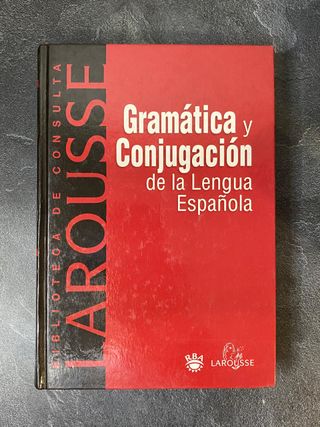 BIBLIOTECA DE CONSULTA
LAROUSSE
Gramática y
Conjugación
de la Lengua
Española
RBA
LAROUSSE